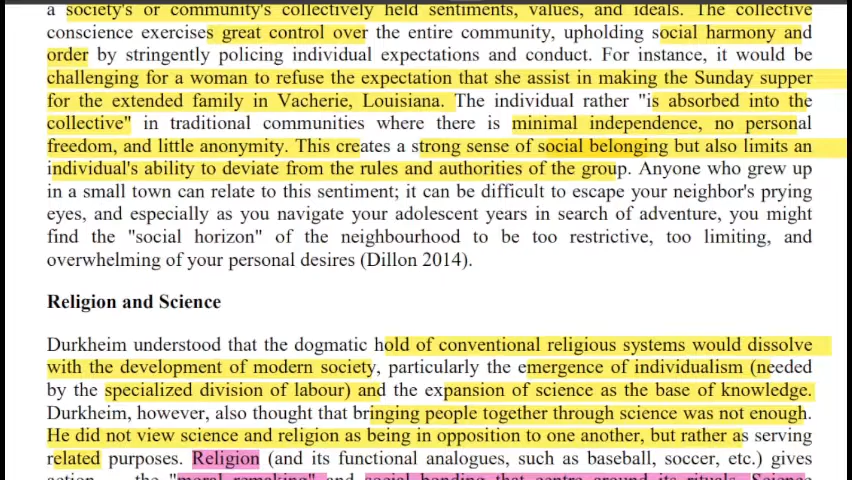 a society's or community's collectively held sentiments, values, and ideals. The collective
conscience exercises great control over the entire community, upholding social harmony and
order by stringently policing individual expectations and conduct. For instance, it would be
challenging for a woman to refuse the expectation that she assist in making the Sunday supper
for the extended family in Vacherie, Louisiana. The individual rather "is absorbed into the
collective" in traditional communities where there is minimal independence, no personal
freedom, and little anonymity. This creates a strong sense of social belonging but also limits an
individual's ability to deviate from the rules and authorities of the group. Anyone who grew up
in a small town can relate to this sentiment; it can be difficult to escape your neighbor's prying
eyes, and especially as you navigate your adolescent years in search of adventure, you might
find the "social horizon" of the neighbourhood to be too restrictive, too limiting, and
overwhelming of your personal desires (Dillon 2014).
Religion and Science
Durkheim understood that the dogmatic hold of conventional religious systems would dissolve
with the development of modern society, particularly the emergence of individualism (needed
by the specialized division of labour) and the expansion of science as the base of knowledge.
Durkheim, however, also thought that bringing people together through science was not enough.
He did not view science and religion as being in opposition to one another, but rather as serving
related purposes. Religion (and its functional analogues, such as baseball, soccer, etc.) gives
action the "moral remaking" and social bonding that centre around its rituals. Science